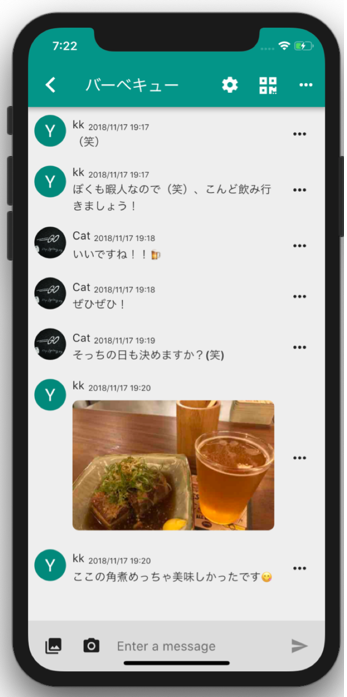 7:22
バーベキュー
Y
kk 2018/11/17 19:17
（笑）
Y
kk 2018/11/17 19:17
ぼくも暇人なので（笑）、こんど飲み行
きましょう！
Cat 2018/11/17 19:18
いいですね！！🍺
Cat 2018/11/17 19:18
ぜひぜひ！
Cat 2018/11/17 19:19
そっちの日も決めますか？(笑)
Y
kk 2018/11/17 19:20
Y
kk 2018/11/17 19:20
ここの角煮めっちゃ美味しかったです😋
Enter a message